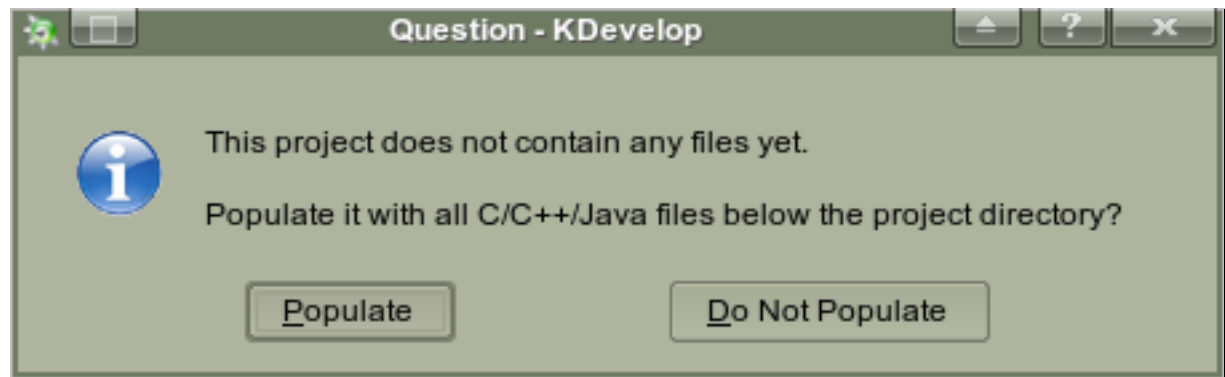 Question - KDevelop
?
This project does not contain any files yet.
Populate it with all C/C++/Java files below the project directory?
Populate
Do Not Populate